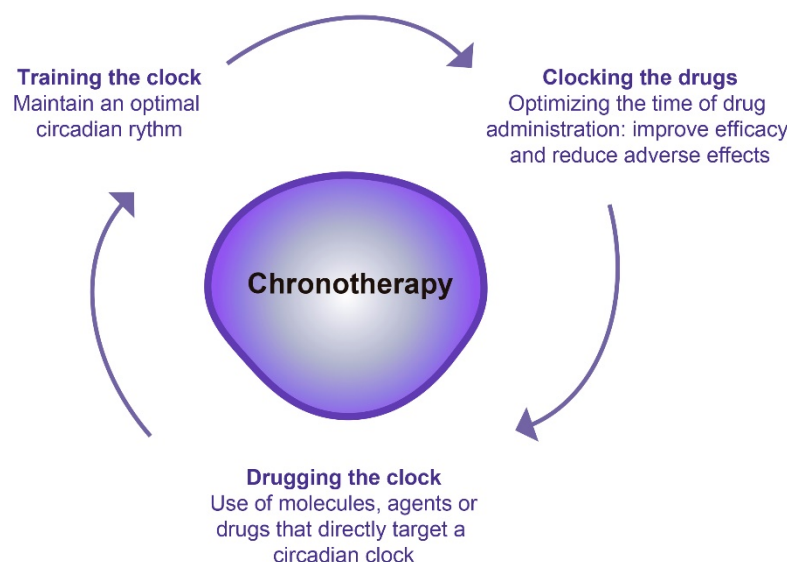 Training the clock
Maintain an optimal
circadian rythm
Clocking the drugs
Optimizing the time of drug
administration: improve efficacy
and reduce adverse effects
Chronotherapy
Drugging the clock
Use of molecules, agents or
drugs that directly target a
circadian clock